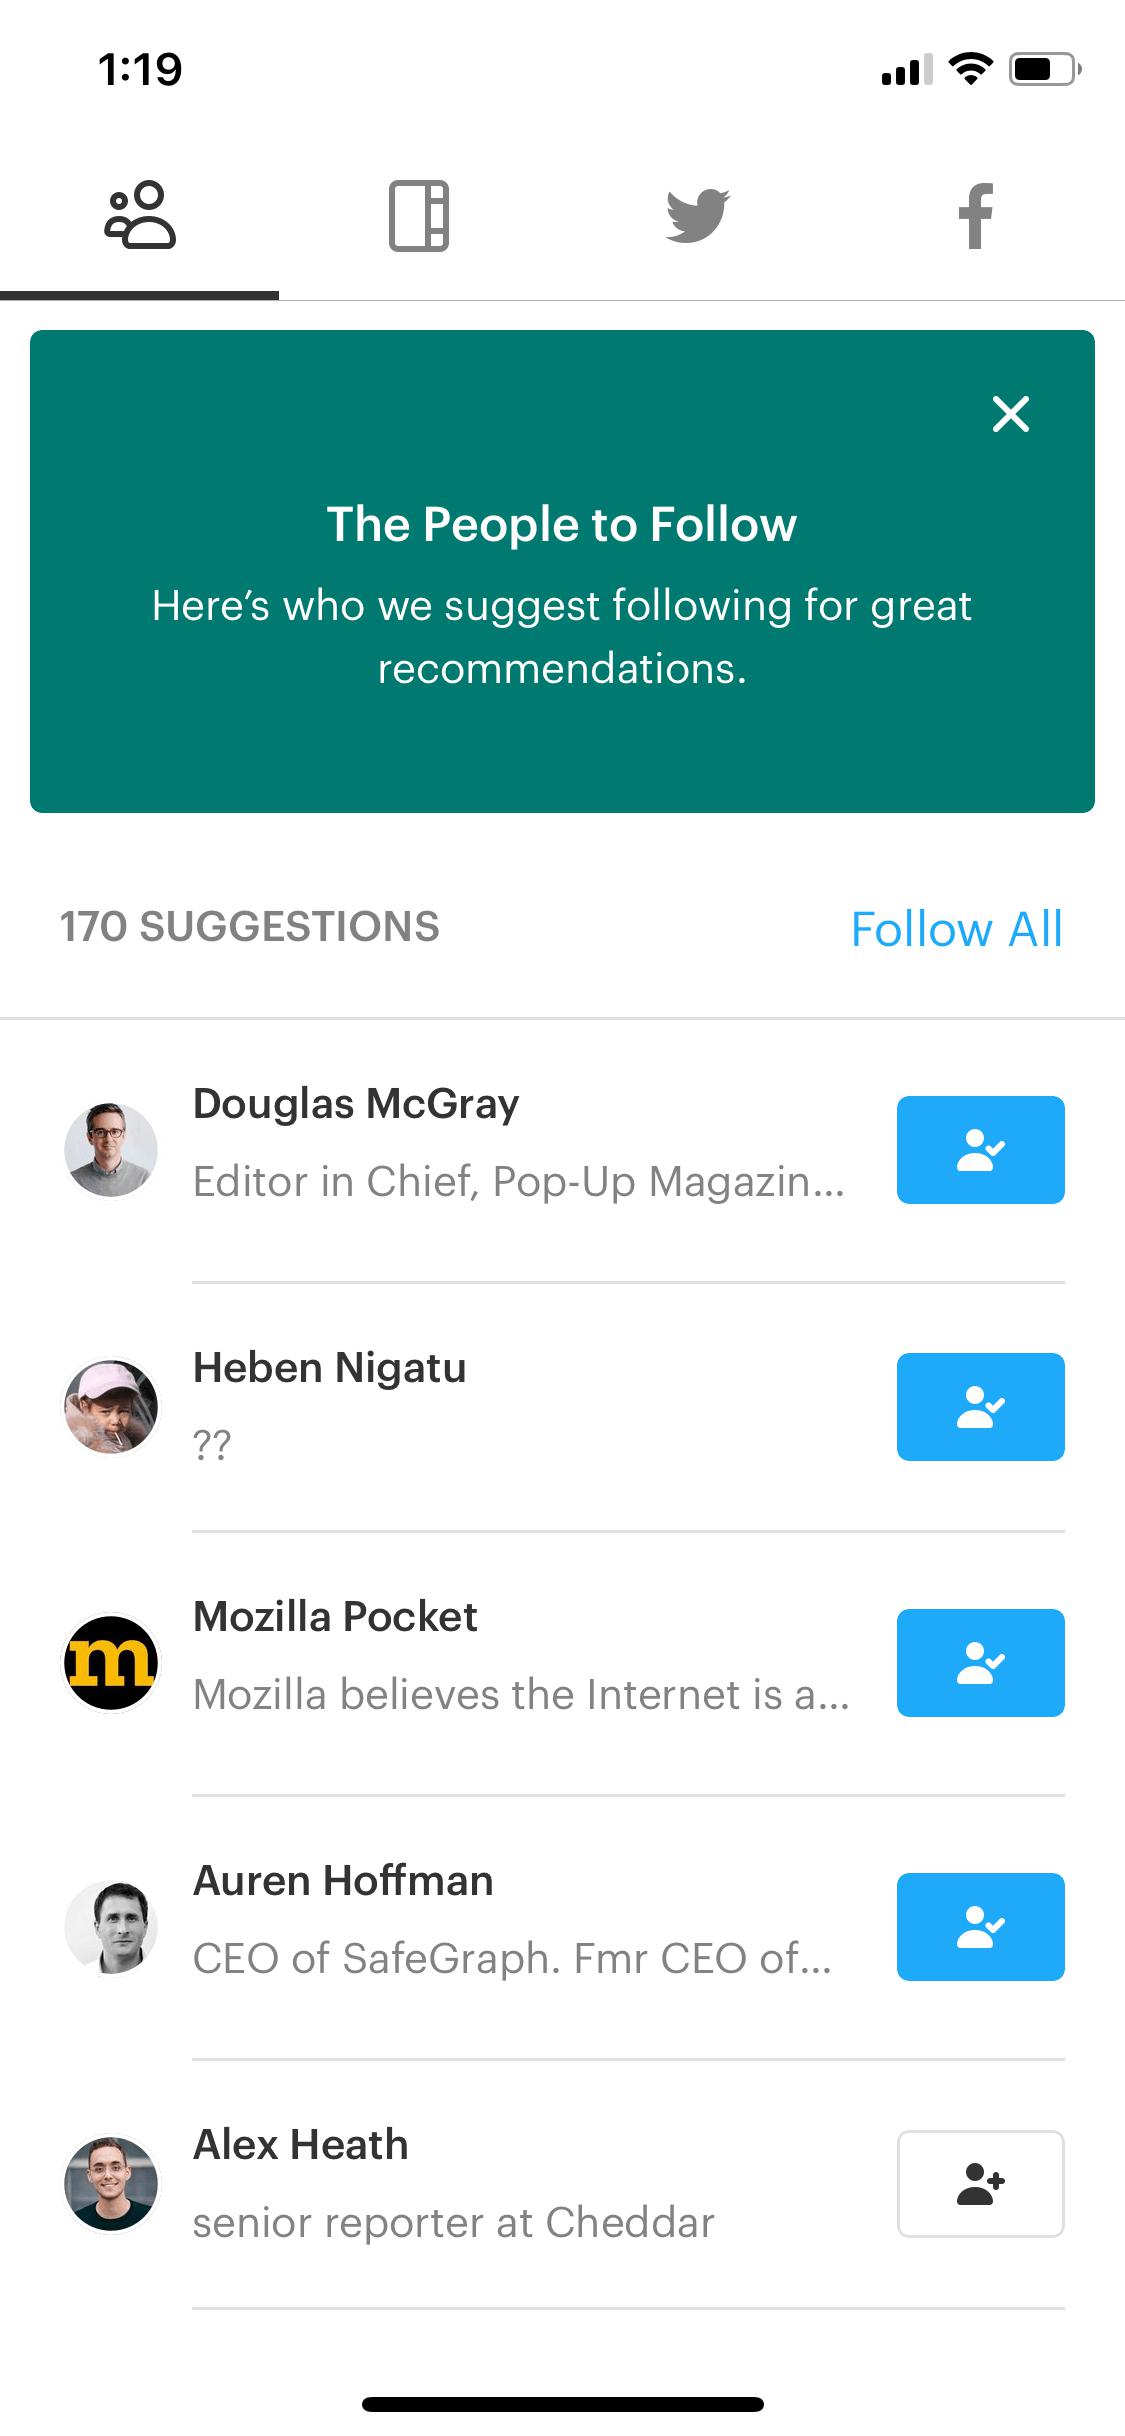 1:19
The People to Follow
Here’s who we suggest following for great
recommendations.
170 SUGGESTIONS
Follow All
Douglas McGray
Editor in Chief, Pop-Up Magazin...
Heben Nigatu
??
m
Mozilla Pocket
Mozilla believes the Internet is a...
Auren Hoffman
CEO of SafeGraph. Fmr CEO of...
Alex Heath
senior reporter at Cheddar